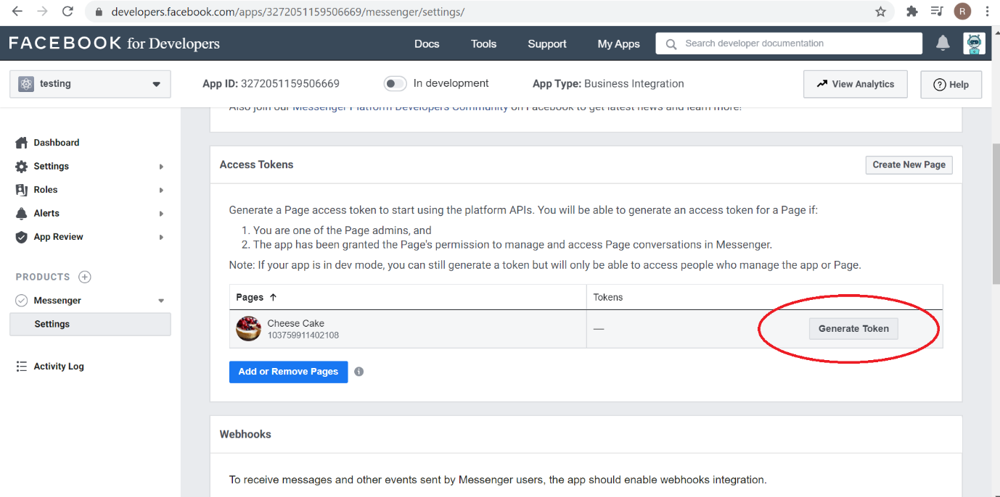 developers.facebook.com/apps/3272051159506669/messenger/settings/
R
FACEBOOK for Developers
Docs
Tools
Support
My Apps
Search developer documentation
testing
App ID: 3272051159506669
In development
App Type: Business Integration
View Analytics
Help
Also join our Messenger Platform Developers Community on Facebook to get latest news and learn more!
Dashboard
Settings
Roles
Alerts
App Review
PRODUCTS
Messenger
Settings
Activity Log
Access Tokens
Create New Page
Generate a Page access token to start using the platform APIs. You will be able to generate an access token for a Page if:
1. You are one of the Page admins, and
2. The app has been granted the Page's permission to manage and access Page conversations in Messenger.
Note: If your app is in dev mode, you can still generate a token but will only be able to access people who manage the app or Page.
Pages ↑
Tokens
Cheese Cake
103759911402108
—
Generate Token
Add or Remove Pages
Webhooks
To receive messages and other events sent by Messenger users, the app should enable webhooks integration.